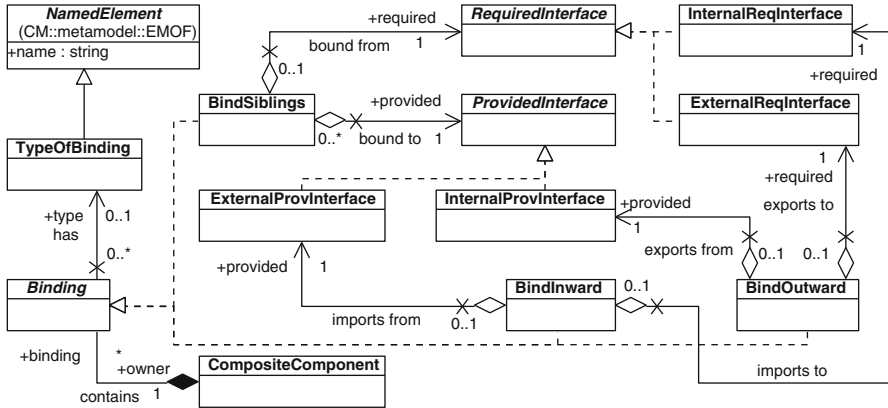 NamedElement
(CM::metamodel::EMOF)
+name : string
+required
bound from
1
0..1
RequiredInterface
InternalReqInterface
1
+required
BindSiblings
0..*
+provided
bound to
1
ProvidedInterface
ExternalReqInterface
1
+required
exports to
0..1
TypeOfBinding
+type
has
0..1
0..*
ExternalProvInterface
InternalProvInterface
+provided
1
exports from
0..1
+provided
1
imports from
0..1
Binding
BindInward
0..1
BindOutward
+binding
*
+owner
contains
1
CompositeComponent
imports to